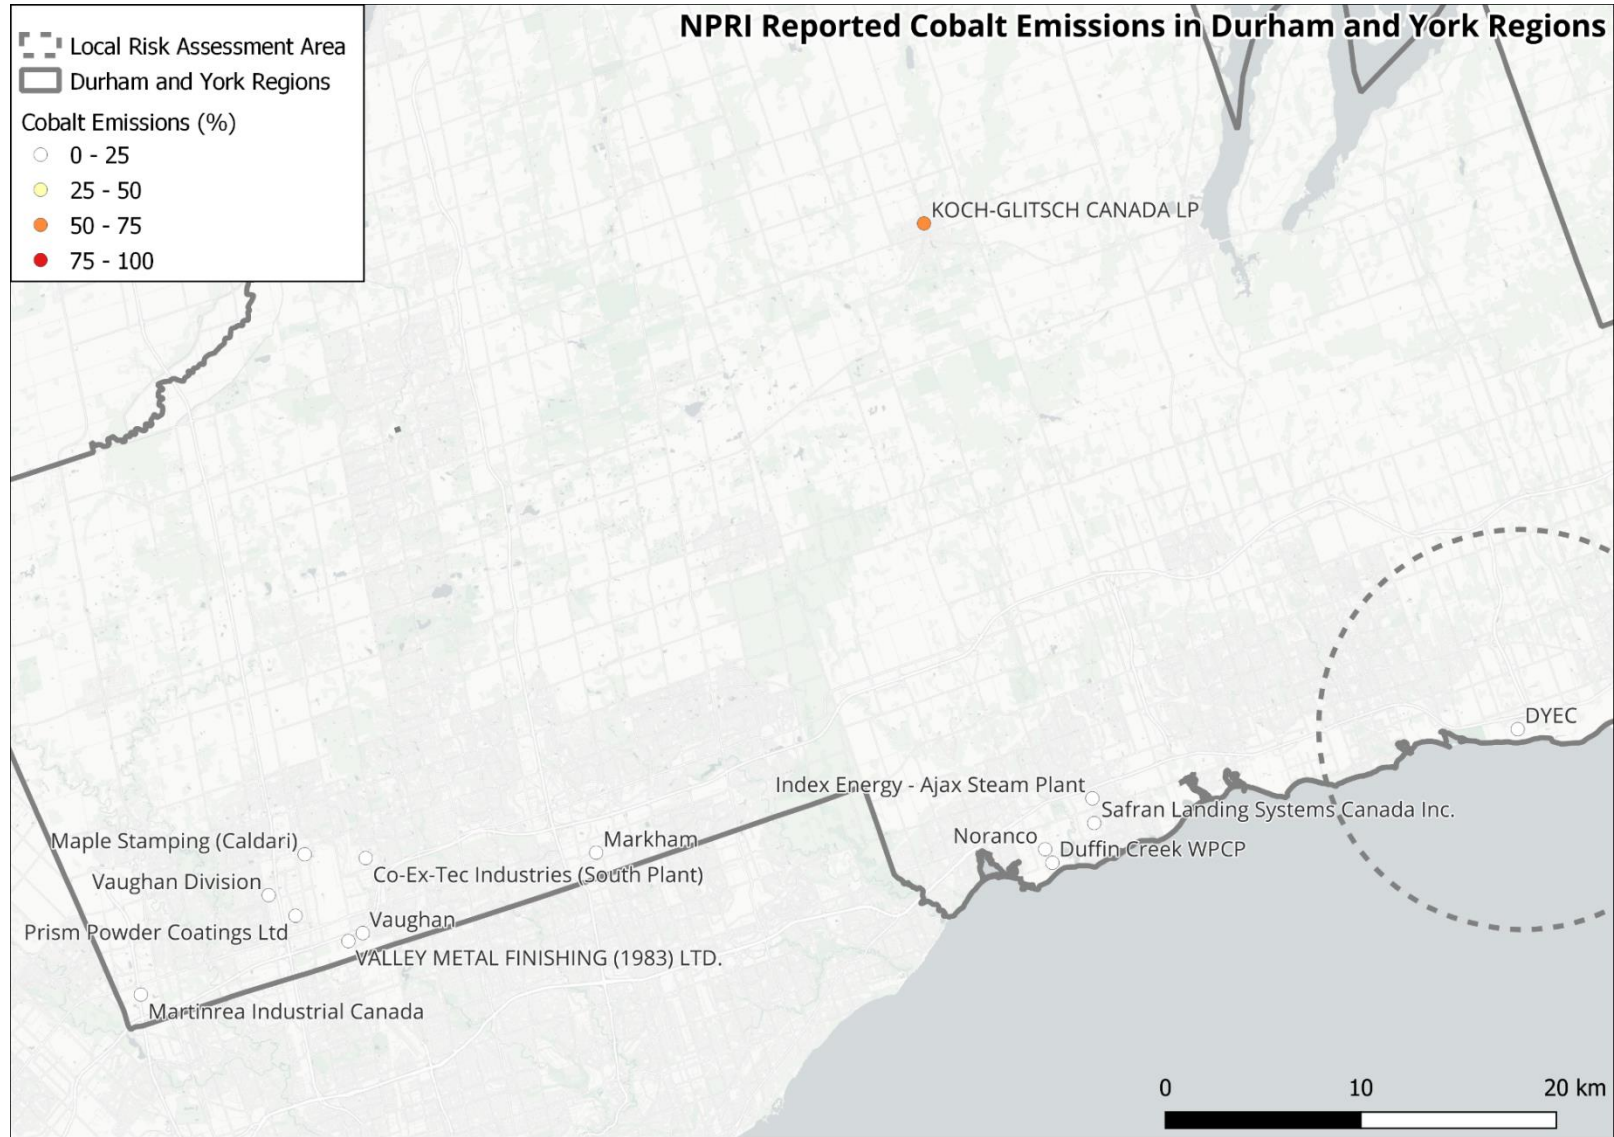 NPRI Reported Cobalt Emissions in Durham and York Regions
Local Risk Assessment Area
Durham and York Regions
Cobalt Emissions (%)
0 - 25
25 - 50
50 - 75
75 - 100
KOCH-GLITSCH CANADA LP
DYEC
Index Energy - Ajax Steam Plant
Safran Landing Systems Canada Inc.
Noranco
Duffin Creek WPCP
Maple Stamping (Caldari)
Markham
Co-Ex-Tec Industries (South Plant)
Vaughan Division
Vaughan
Prism Powder Coatings Ltd
VALLEY METAL FINISHING (1983) LTD.
Martinrea Industrial Canada
0 10 20 km